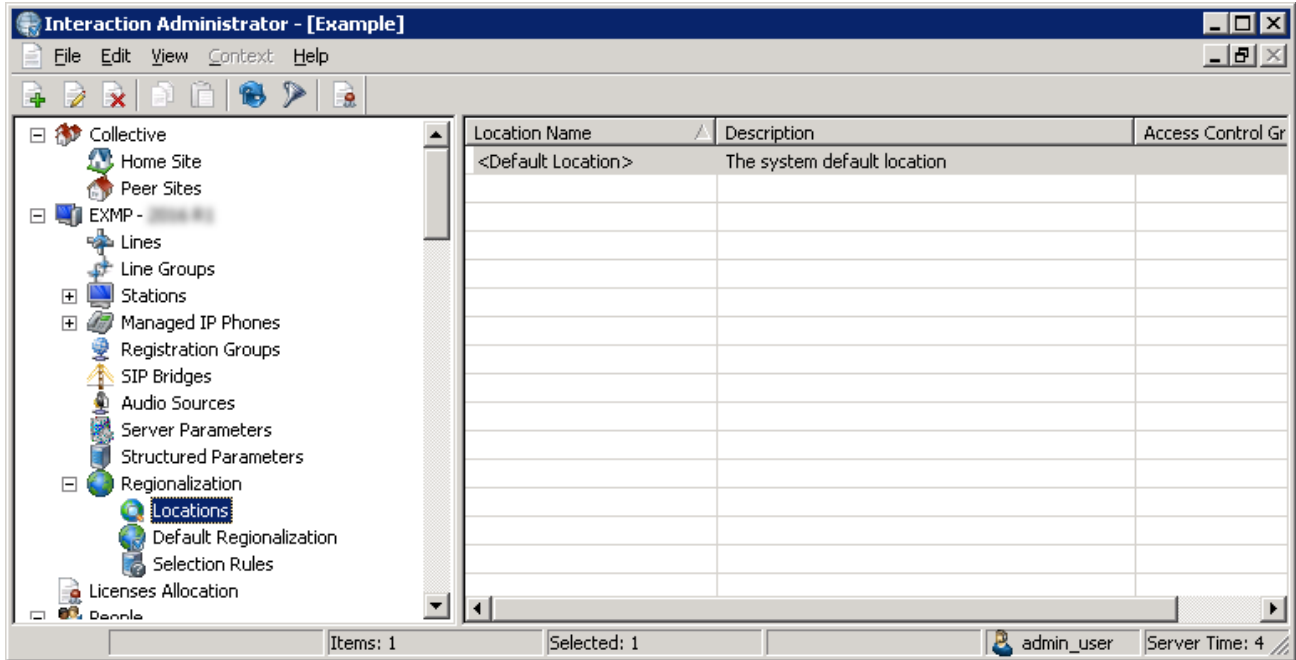 Interaction Administrator - [Example]
File Edit View Context Help
Collective
Home Site
Peer Sites
EXMP -
Lines
Line Groups
Stations
Managed IP Phones
Registration Groups
SIP Bridges
Audio Sources
Server Parameters
Structured Parameters
Regionalization
Locations
Default Regionalization
Selection Rules
Licenses Allocation
People
Location Name Description Access Control Gr
<Default Location> The system default location
Items: 1 Selected: 1 admin_user Server Time: 4